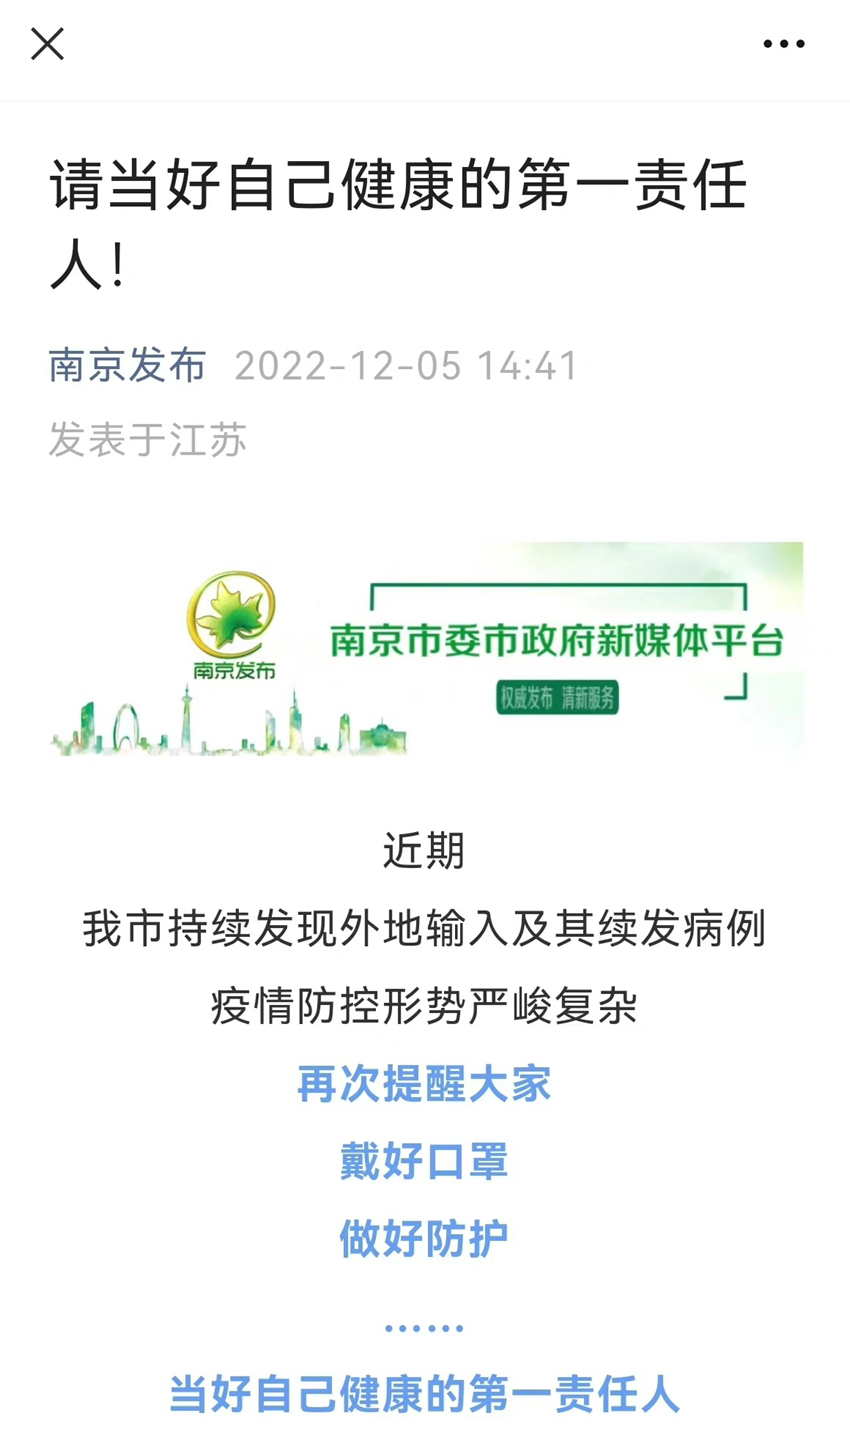 请当好自己健康的第一责任
人!
南京发布 2022-12-05 14:41
发表于江苏
南京发布
南京市委市政府新媒体平台
权威发布 清新服务
近期
我市持续发现外地输入及其续发病例
疫情防控形势严峻复杂
再次提醒大家
戴好口罩
做好防护
······
当好自己健康的第一责任人